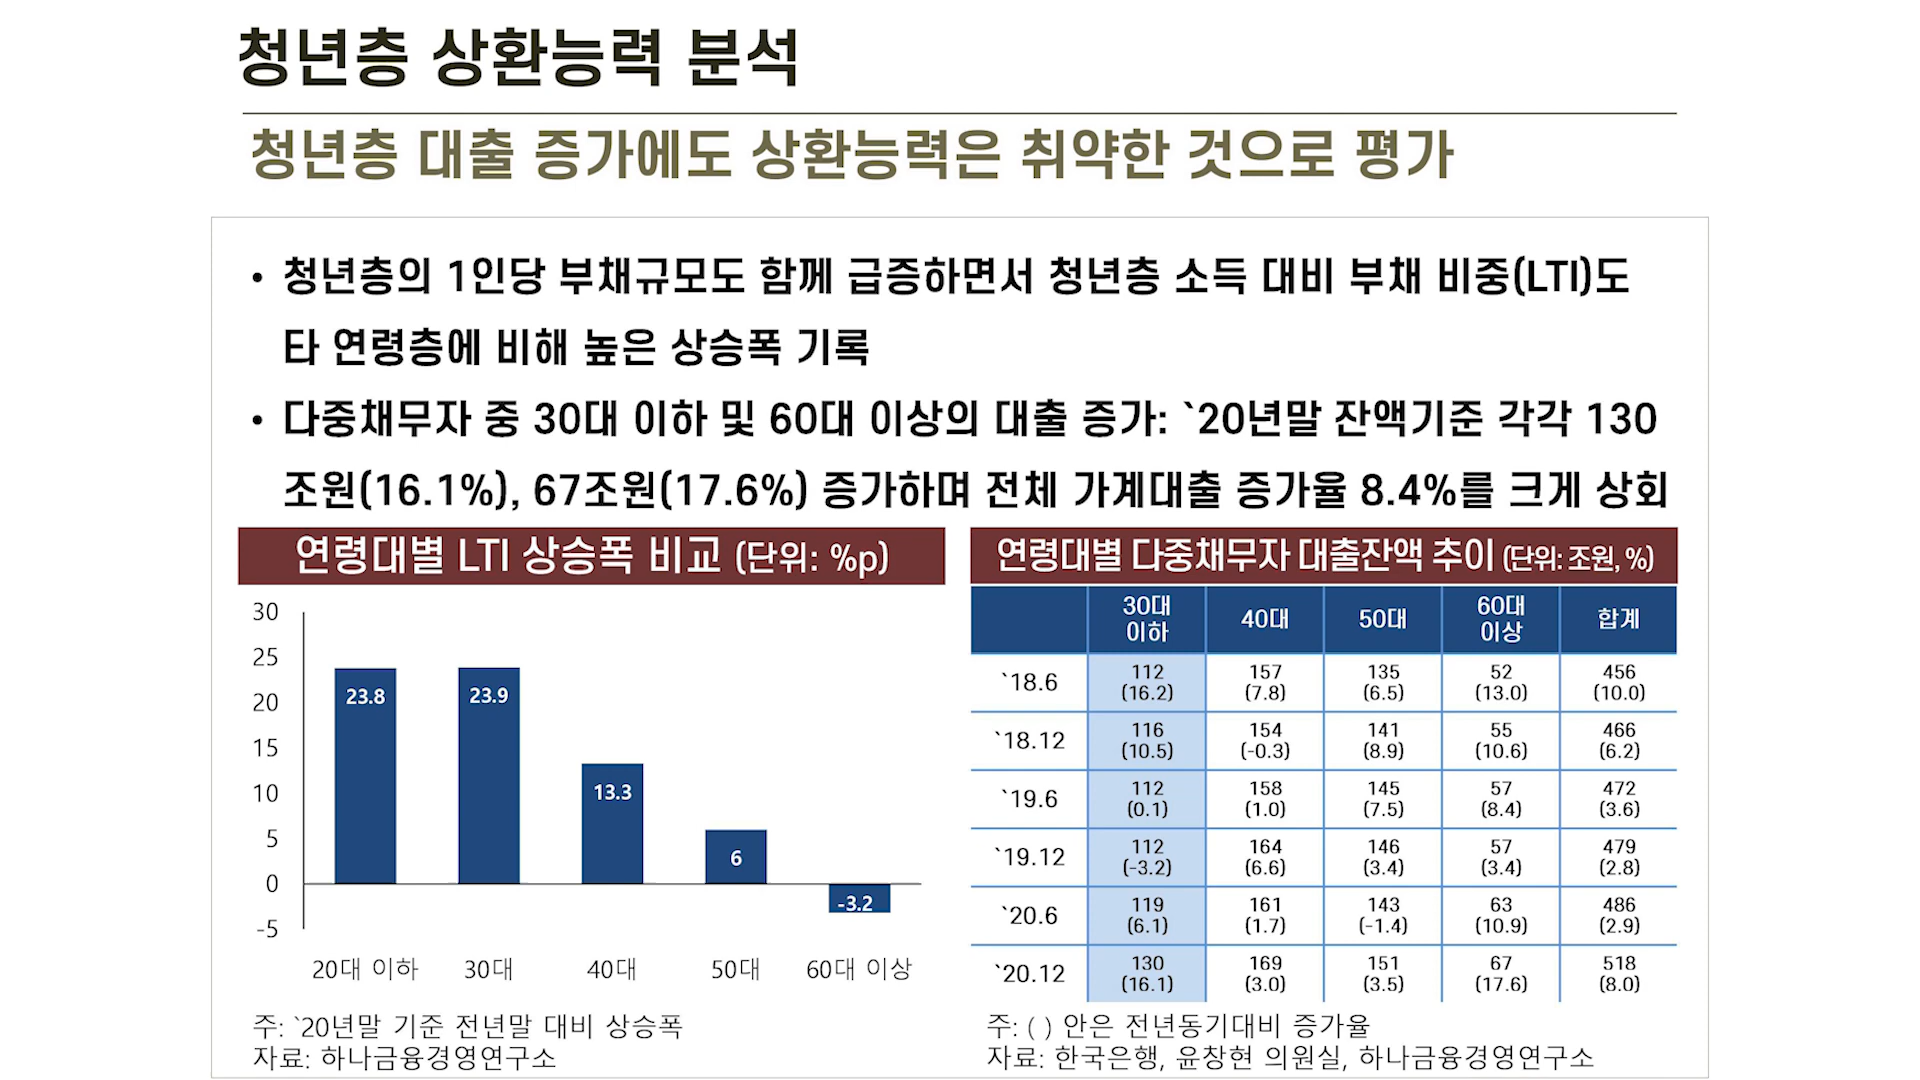 청년층 상환능력 분석
청년층 대출 증가에도 상환능력은 취약한 것으로 평가
• 청년층의 1인당 부채규모도 함께 급증하면서 청년층 소득 대비 부채 비중(LTI)도
타 연령층에 비해 높은 상승폭 기록
• 다중채무자 중 30대 이하 및 60대 이상의 대출 증가: `20년말 잔액기준 각각 130
조원(16.1%), 67조원(17.6%) 증가하며 전체 가계대출 증가율 8.4%를 크게 상회
연령대별 LTI 상승폭 비교 (단위: %p)
30
25
20
15
10
5
0
-5
23.8
23.9
13.3
6
-3.2
20대 이하 30대 40대 50대 60대 이상
주: `20년말 기준 전년말 대비 상승폭
자료: 하나금융경영연구소
연령대별 다중채무자 대출잔액 추이 (단위: 조원, %)
30대 이하 40대 50대 60대 이상 합계
`18.6 112 157 135 52 456
(16.2) (7.8) (6.5) (13.0) (10.0)
`18.12 116 154 141 55 466
(10.5) (-0.3) (8.9) (10.6) (6.2)
`19.6 112 158 145 57 472
(0.1) (1.0) (7.5) (8.4) (3.6)
`19.12 112 164 146 57 479
(-3.2) (6.6) (3.4) (3.4) (2.8)
`20.6 119 161 143 63 486
(6.1) (1.7) (-1.4) (10.9) (2.9)
`20.12 130 169 151 67 518
(16.1) (3.0) (3.5) (17.6) (8.0)
주: ( ) 안은 전년동기대비 증가율
자료: 한국은행, 윤창현 의원실, 하나금융경영연구소